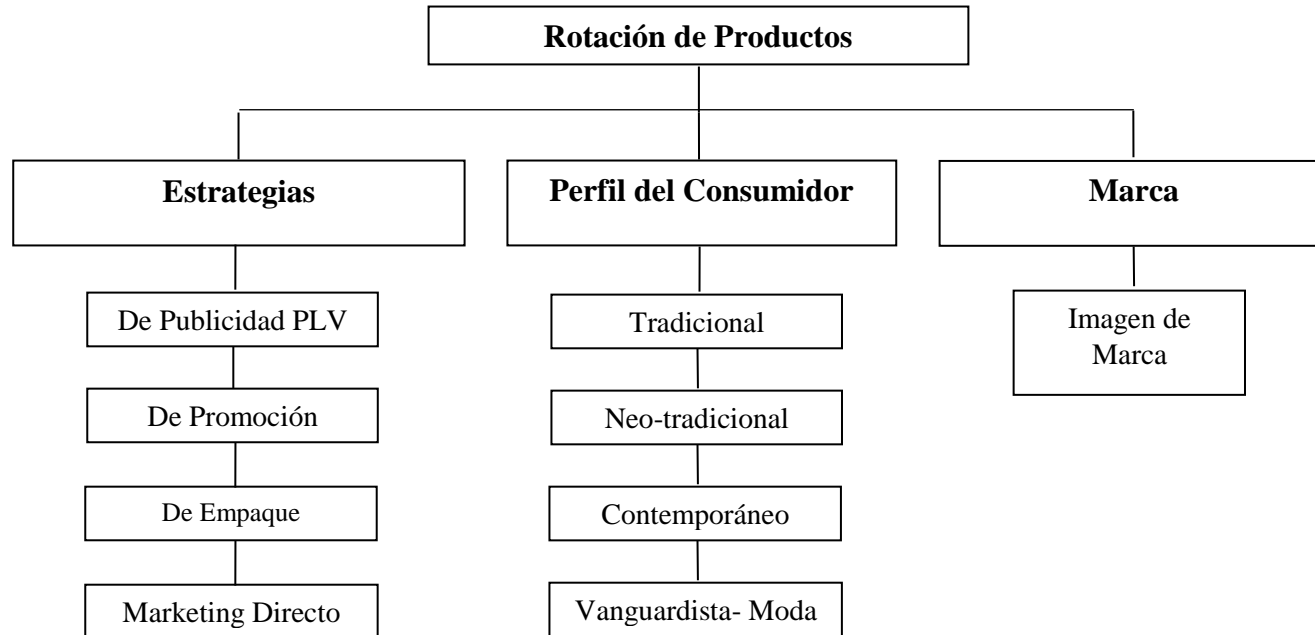 Rotación de Productos
Estrategias
Perfil del Consumidor
Marca
De Publicidad PLV
De Promoción
De Empaque
Marketing Directo
Tradicional
Neo-tradicional
Contemporáneo
Vanguardista- Moda
Imagen de
Marca